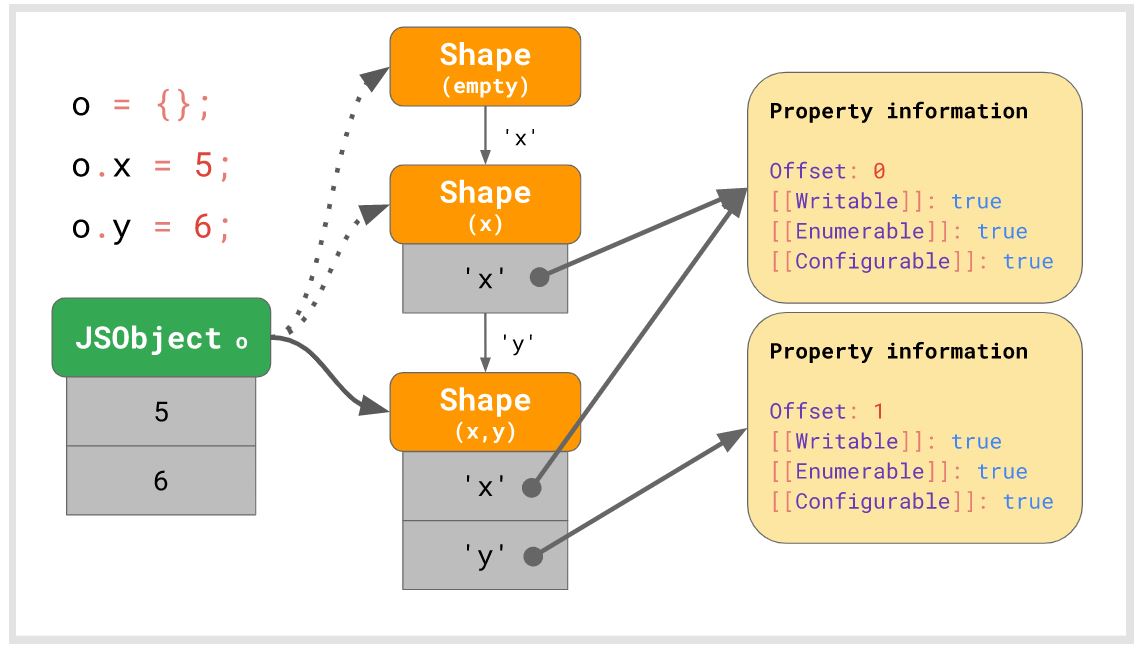 o = {};
o.x = 5;
o.y = 6;
JSObject o
5
6
Shape
(empty)
'x'
Shape
(x)
'x'
'y'
Shape
(x,y)
'x'
'y'
Property information
Offset: 0
[[Writable]]: true
[[Enumerable]]: true
[[Configurable]]: true
Property information
Offset: 1
[[Writable]]: true
[[Enumerable]]: true
[[Configurable]]: true